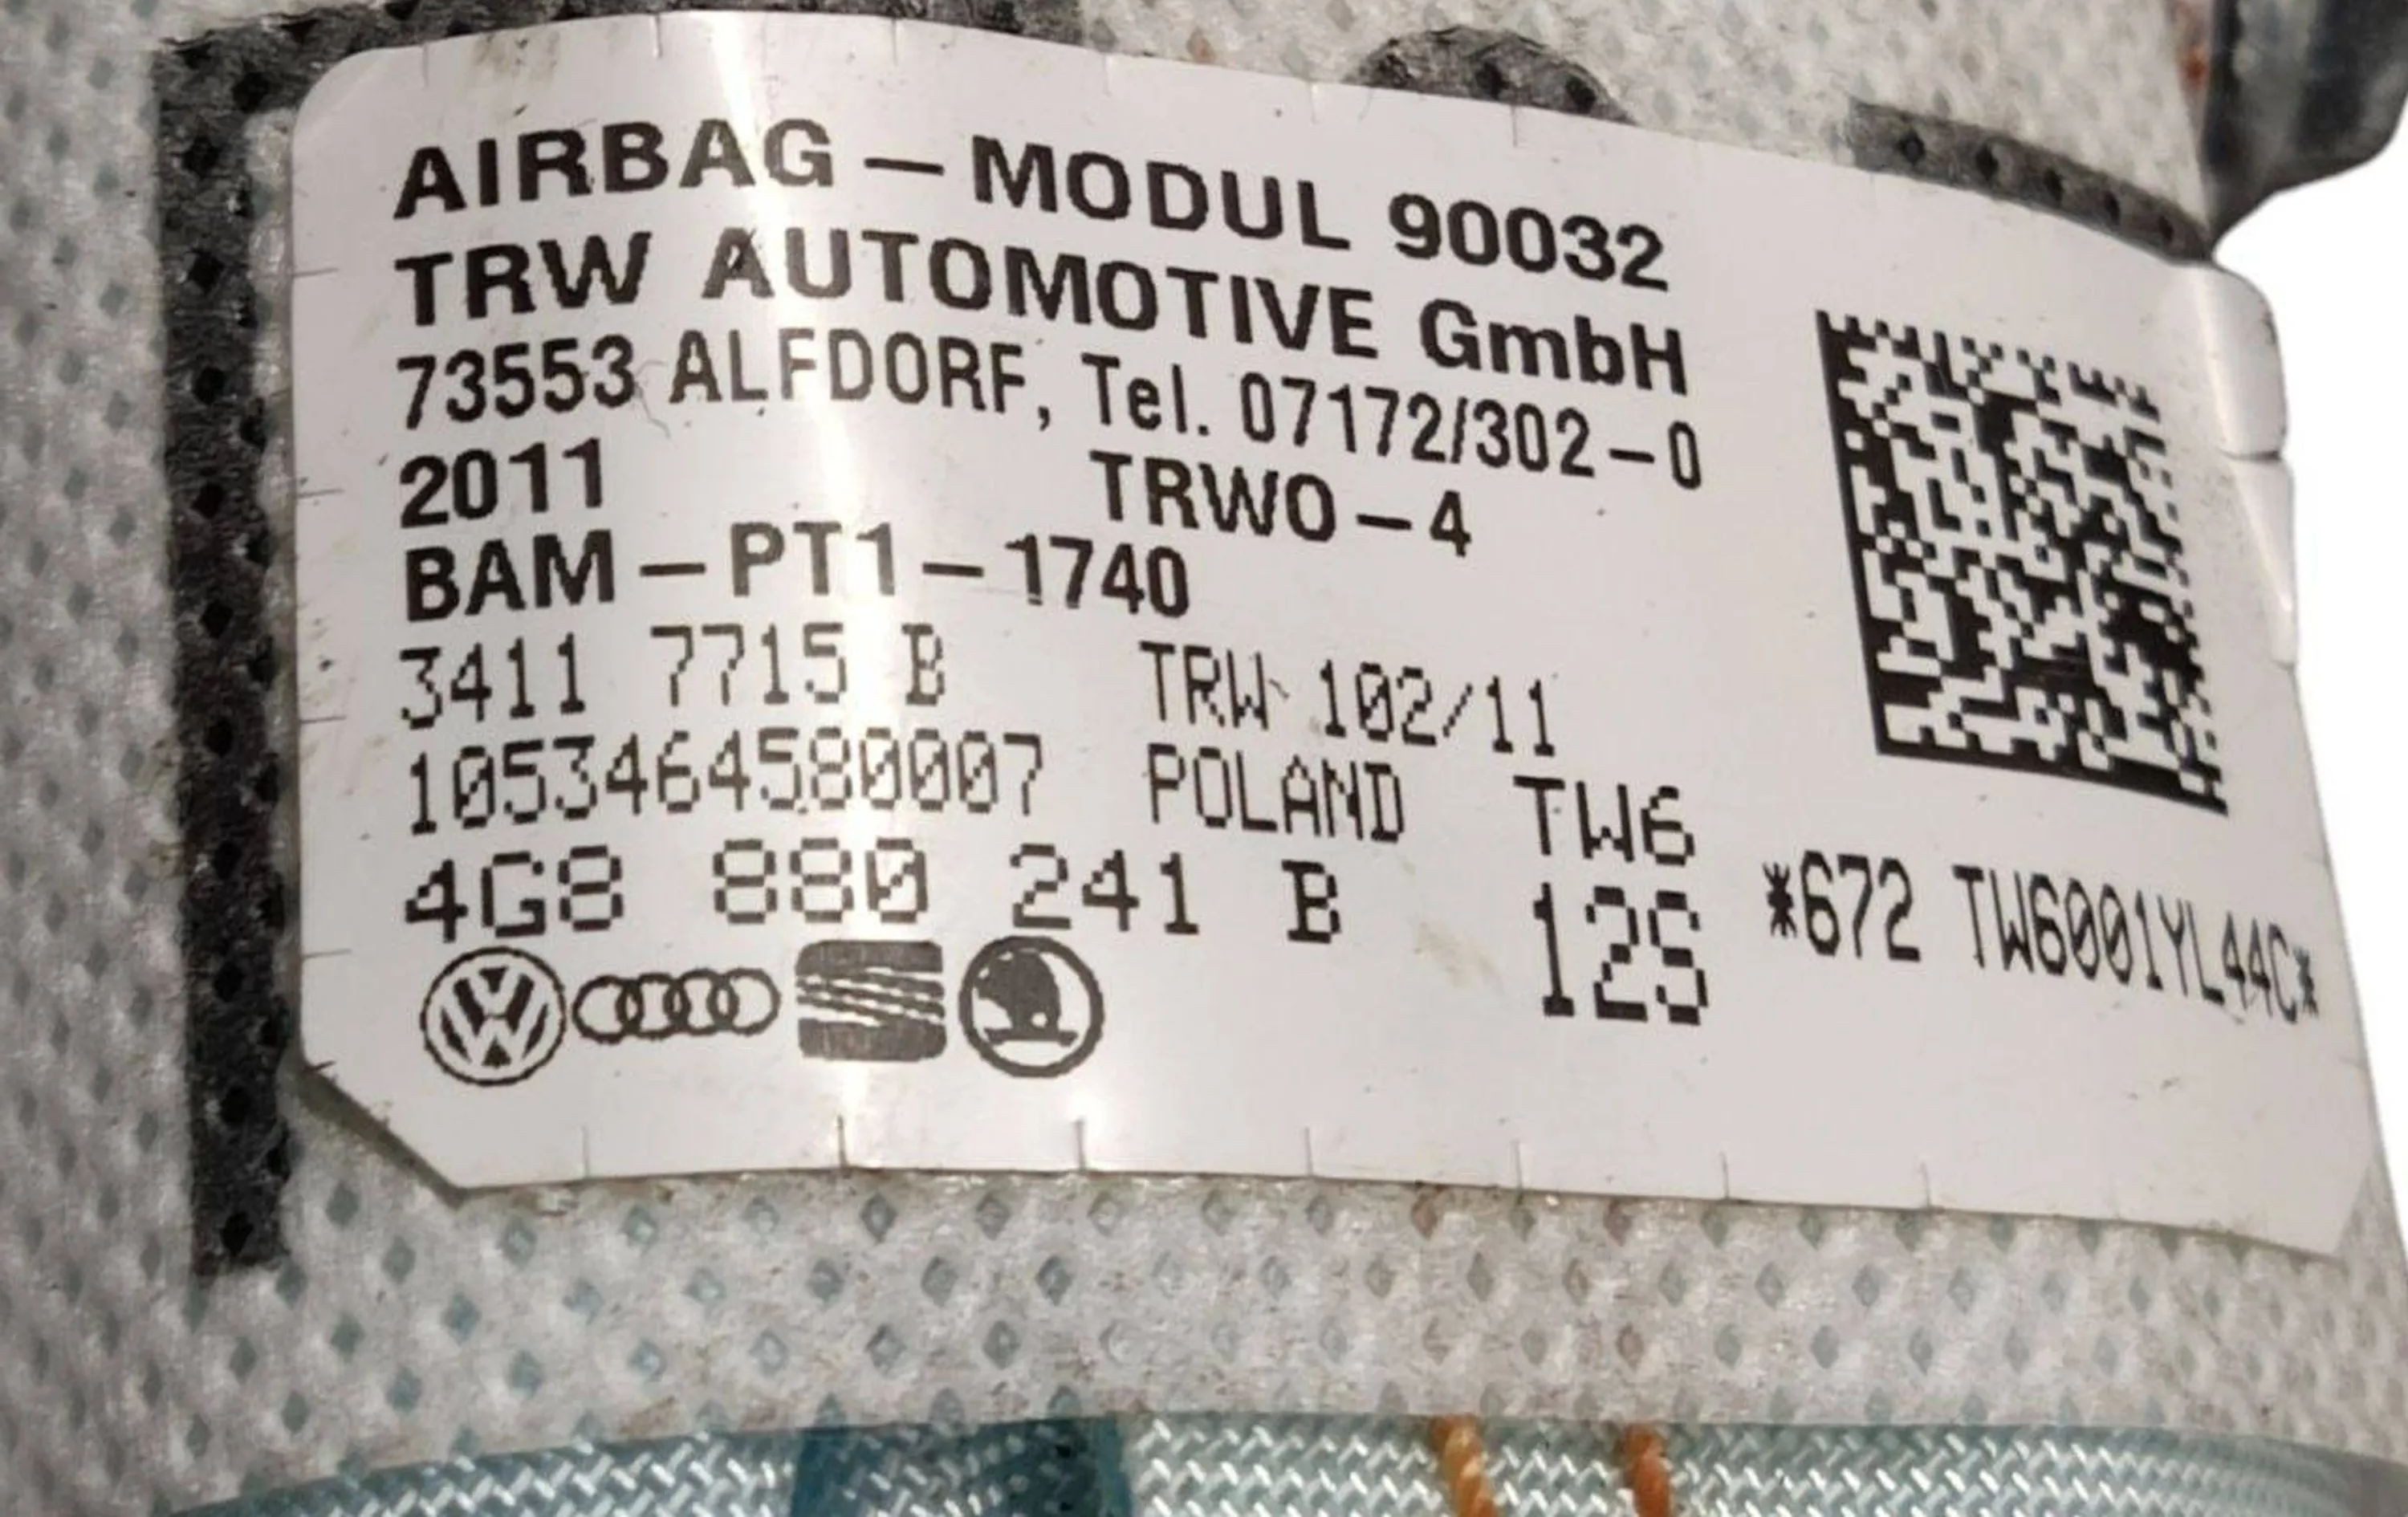 AIRBAG – MODUL 90032
TRW AUTOMOTIVE GmbH
73553 ALFDORF, Tel. 07172/302–0
2011 TRWO–4
BAM–PT1–1740
3411 7715 B TRW 102/11
1053464580007 POLAND TW6
4G8 880 241 B 12S
*672 TW6001YL44C*